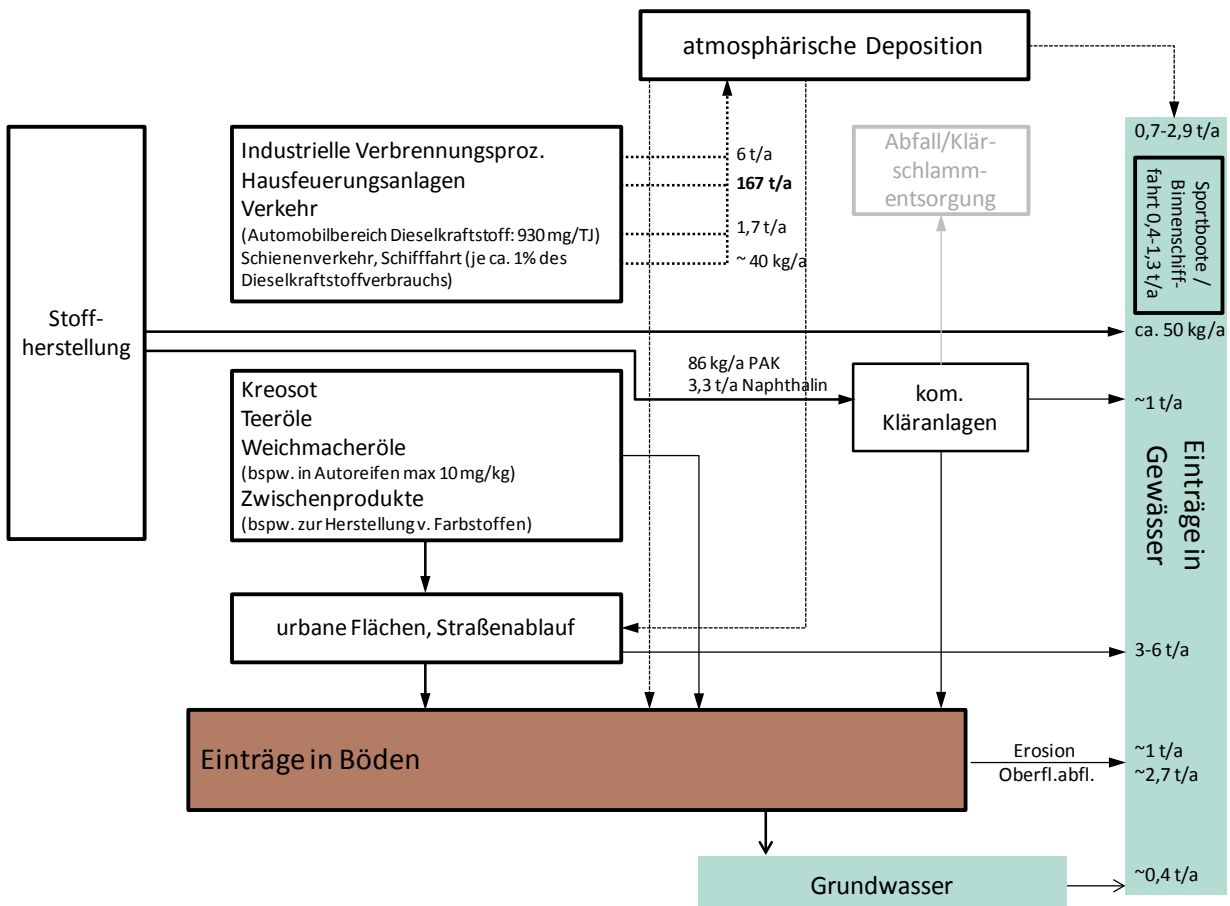 atmosphärische Deposition
0,7-2,9 t/a
Sportboote /
Binnenschiff-
fahrt 0,4-1,3 t/a
Industrielle Verbrennungsproz.
Hausfeuerungsanlagen
Verkehr
(Automobilbereich Dieselkraftstoff: 930 mg/TJ)
Schienenverkehr, Schifffahrt (je ca. 1% des
Dieselkraftstoffverbrauchs)
6 t/a
167 t/a
1,7 t/a
~ 40 kg/a
Abfall/Klär-
schlamm-
entsorgung
Stoff-
herstellung
ca. 50 kg/a
86 kg/a PAK
3,3 t/a Naphthalin
kom.
Kläranlagen
~1 t/a
Kreosot
Teeröle
Weichmacheröle
(bspw. in Autoreifen max 10 mg/kg)
Zwischenprodukte
(bspw. zur Herstellung v. Farbstoffen)
Einträge in
Gewässer
urbane Flächen, Straßenablauf
3-6 t/a
Einträge in Böden
Erosion
Oberfl.abfl.
~1 t/a
~2,7 t/a
Grundwasser
~0,4 t/a